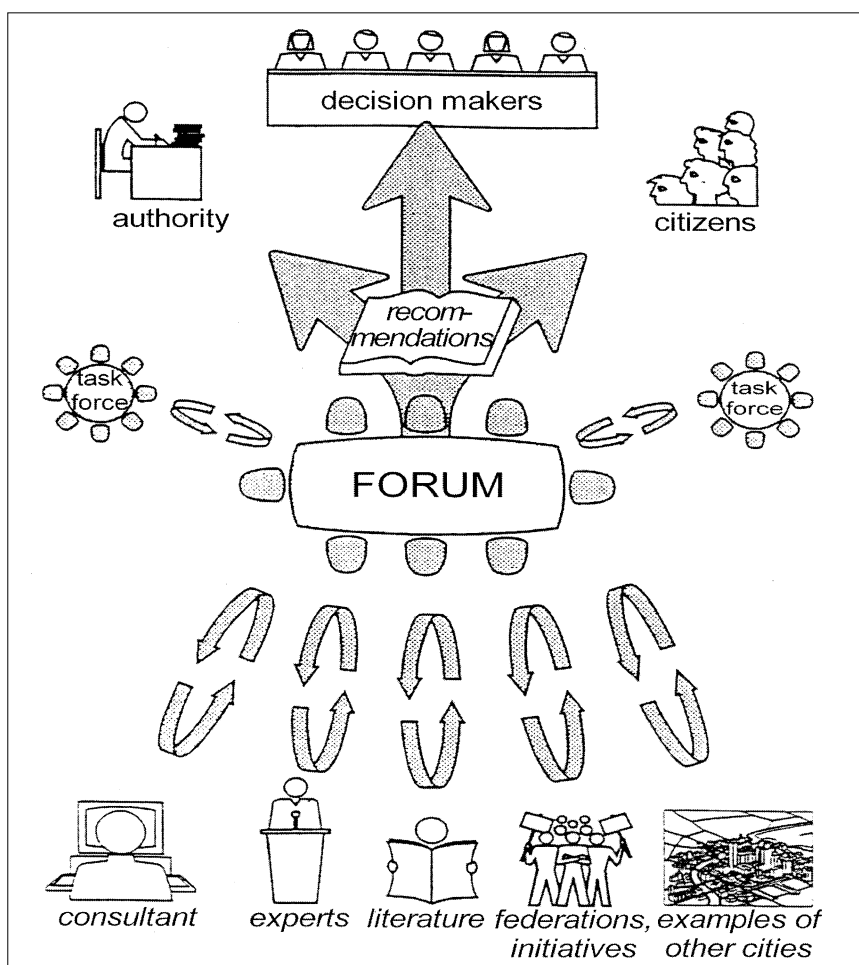 decision makers
authority
citizens
recom-
mendations
task
force
task
force
FORUM
consultant
experts
literature
federations,
initiatives
examples of
other cities